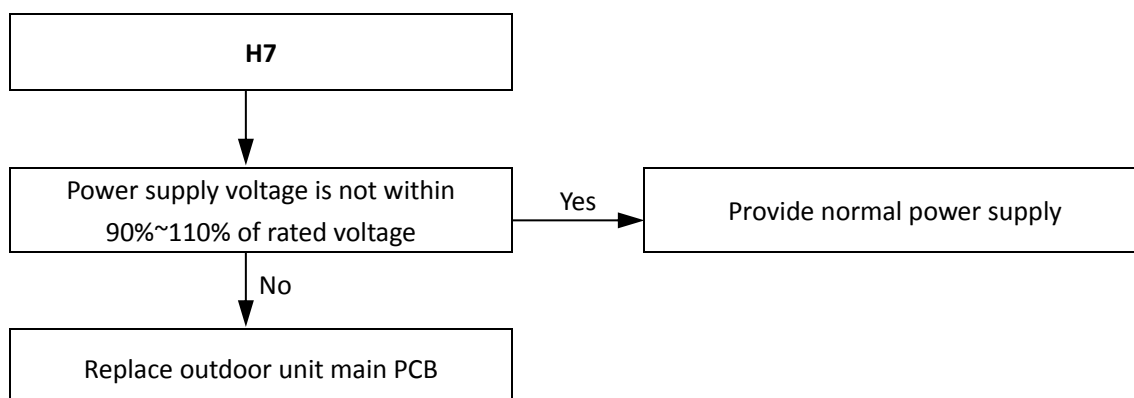 H7
Power supply voltage is not within
90%~110% of rated voltage
Yes
Provide normal power supply
No
Replace outdoor unit main PCB